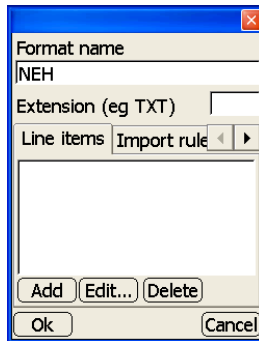 Format name
NEH
Extension (eg TXT)
Line items Import rule
Add Edit... Delete
Ok Cancel